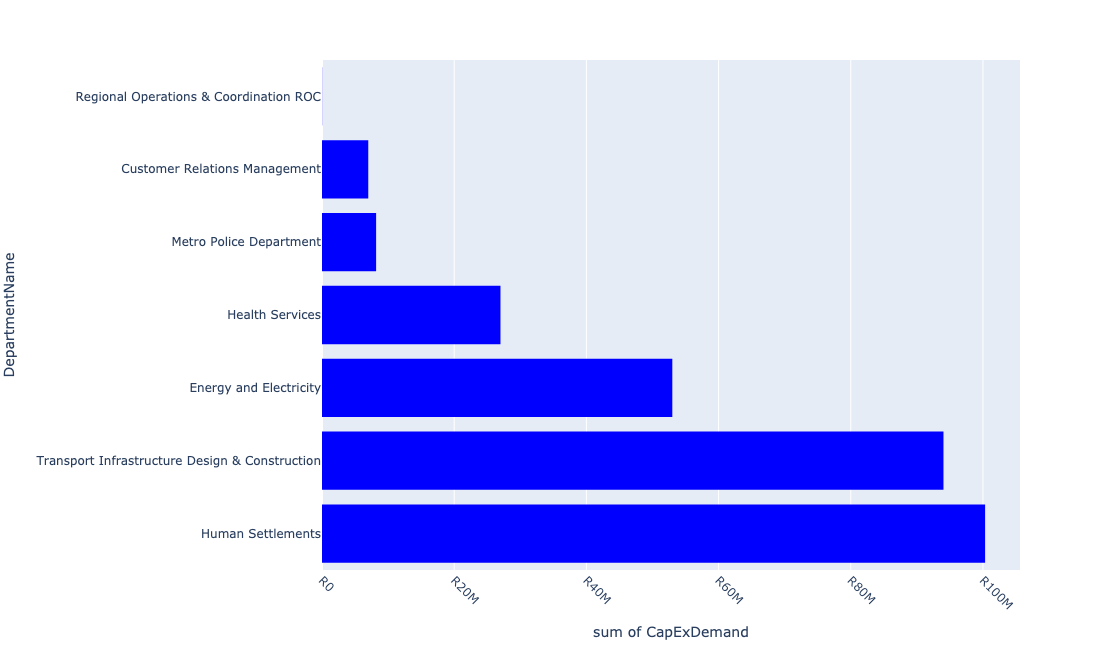 Regional Operations & Coordination ROC
Customer Relations Management
Metro Police Department
Health Services
Energy and Electricity
Transport Infrastructure Design & Construction
Human Settlements
DepartmentName
R0
R20M
R40M
R60M
R80M
R100M
sum of CapExDemand